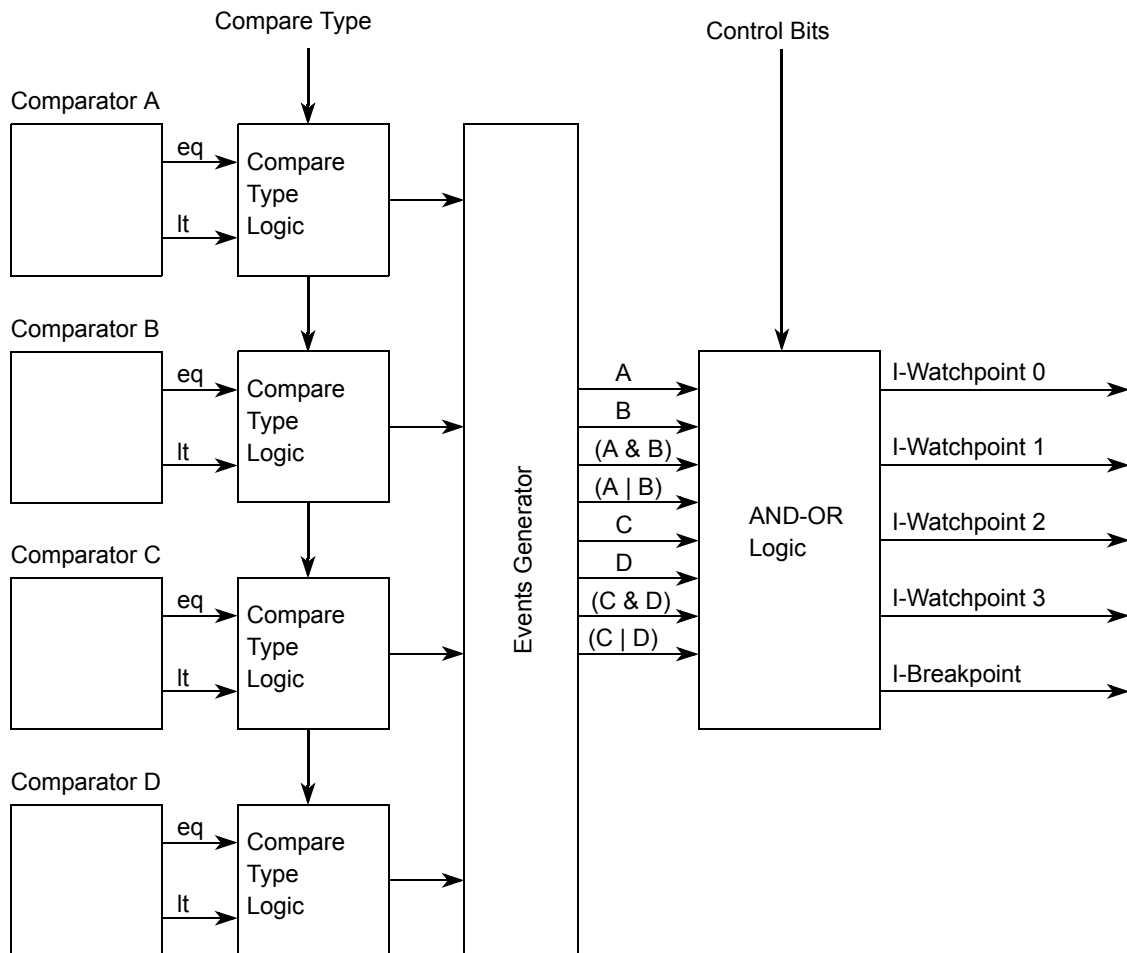 Compare Type
Control Bits
Comparator A
eq
lt
Compare
Type
Logic
Comparator B
eq
lt
Compare
Type
Logic
Comparator C
eq
lt
Compare
Type
Logic
Comparator D
eq
lt
Compare
Type
Logic
Events Generator
A
B
(A & B)
(A | B)
C
D
(C & D)
(C | D)
AND-OR
Logic
I-Watchpoint 0
I-Watchpoint 1
I-Watchpoint 2
I-Watchpoint 3
I-Breakpoint